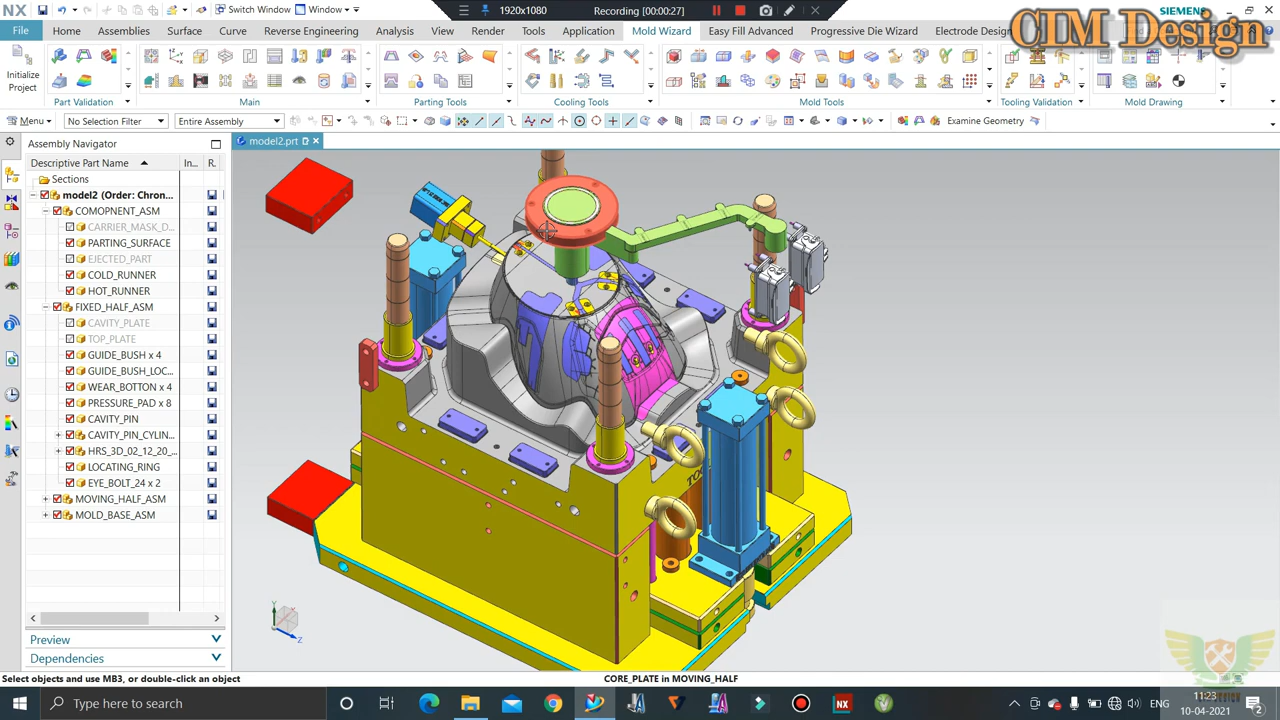 NX
Switch Window
Window
1920x1080
Recording [00:00:27]
SIEMENS
CIM Design
File
Home
Assemblies
Surface
Curve
Reverse Engineering
Analysis
View
Render
Tools
Application
Mold Wizard
Easy Fill Advanced
Progressive Die Wizard
Electrode Desig
Initialize
Project
Part Validation
Main
Parting Tools
Cooling Tools
Mold Tools
Tooling Validation
Mold Drawing
Menu
No Selection Filter
Entire Assembly
Examine Geometry
Assembly Navigator
model2.prt
Descriptive Part Name
In...
R.
Sections
model2 (Order: Chron...
COMOPNENT_ASM
CARRIER_MASK_D...
PARTING_SURFACE
EJECTED_PART
COLD_RUNNER
HOT_RUNNER
FIXED_HALF_ASM
CAVITY_PLATE
TOP_PLATE
GUIDE_BUSH x 4
GUIDE_BUSH_LOC...
WEAR_BOTTON x 4
PRESSURE_PAD x 8
CAVITY_PIN
CAVITY_PIN_CYLIN...
HRS_3D_02_12_20_...
LOCATING_RING
EYE_BOLT_24 x 2
MOVING_HALF_ASM
MOLD_BASE_ASM
Preview
Dependencies
Select objects and use MB3, or double-click an object
CORE_PLATE in MOVING_HALF
Type here to search
ENG
11:23
10-04-2021
2